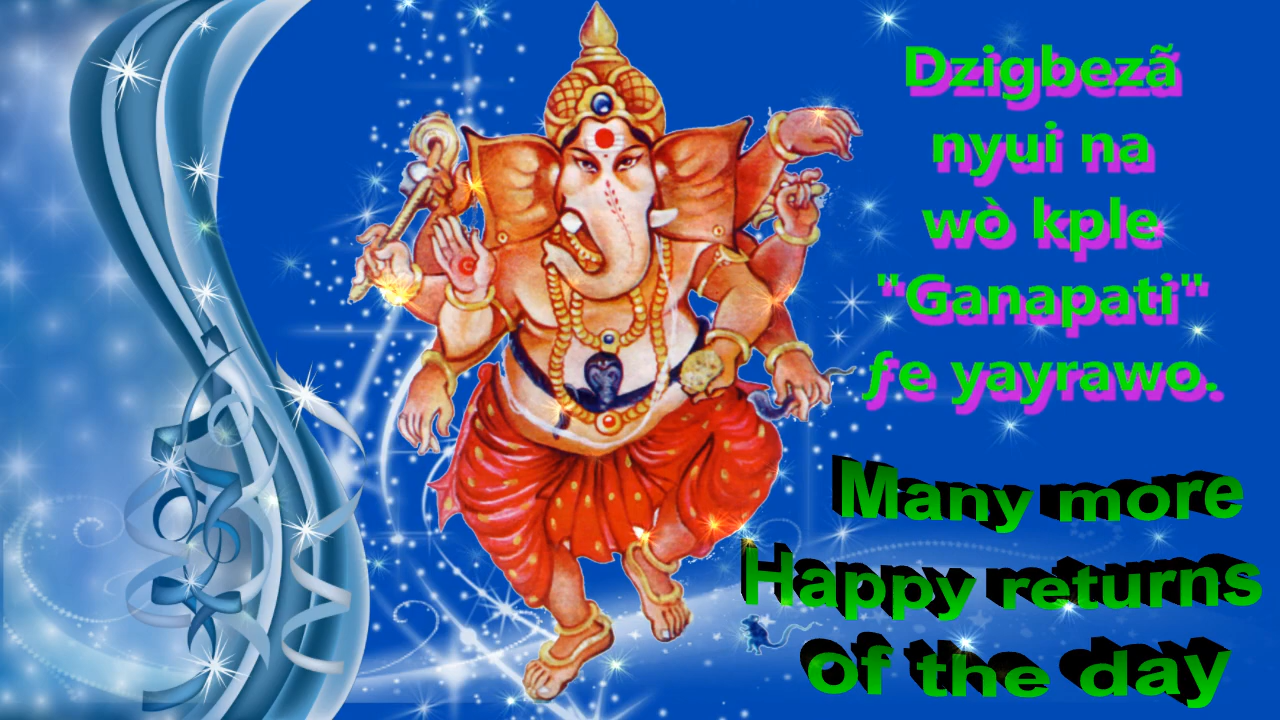 Dzigbezã
nyui na
wò kple
"Ganapati"
ƒe yayrawo.
Many more
Happy returns
of the day